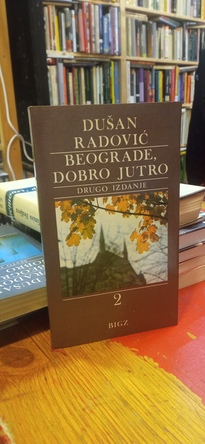 DUŠAN
RADOVIĆ
BEOGRADE,
DOBRO JUTRO
DRUGO IZDANJE
2
BIGZ